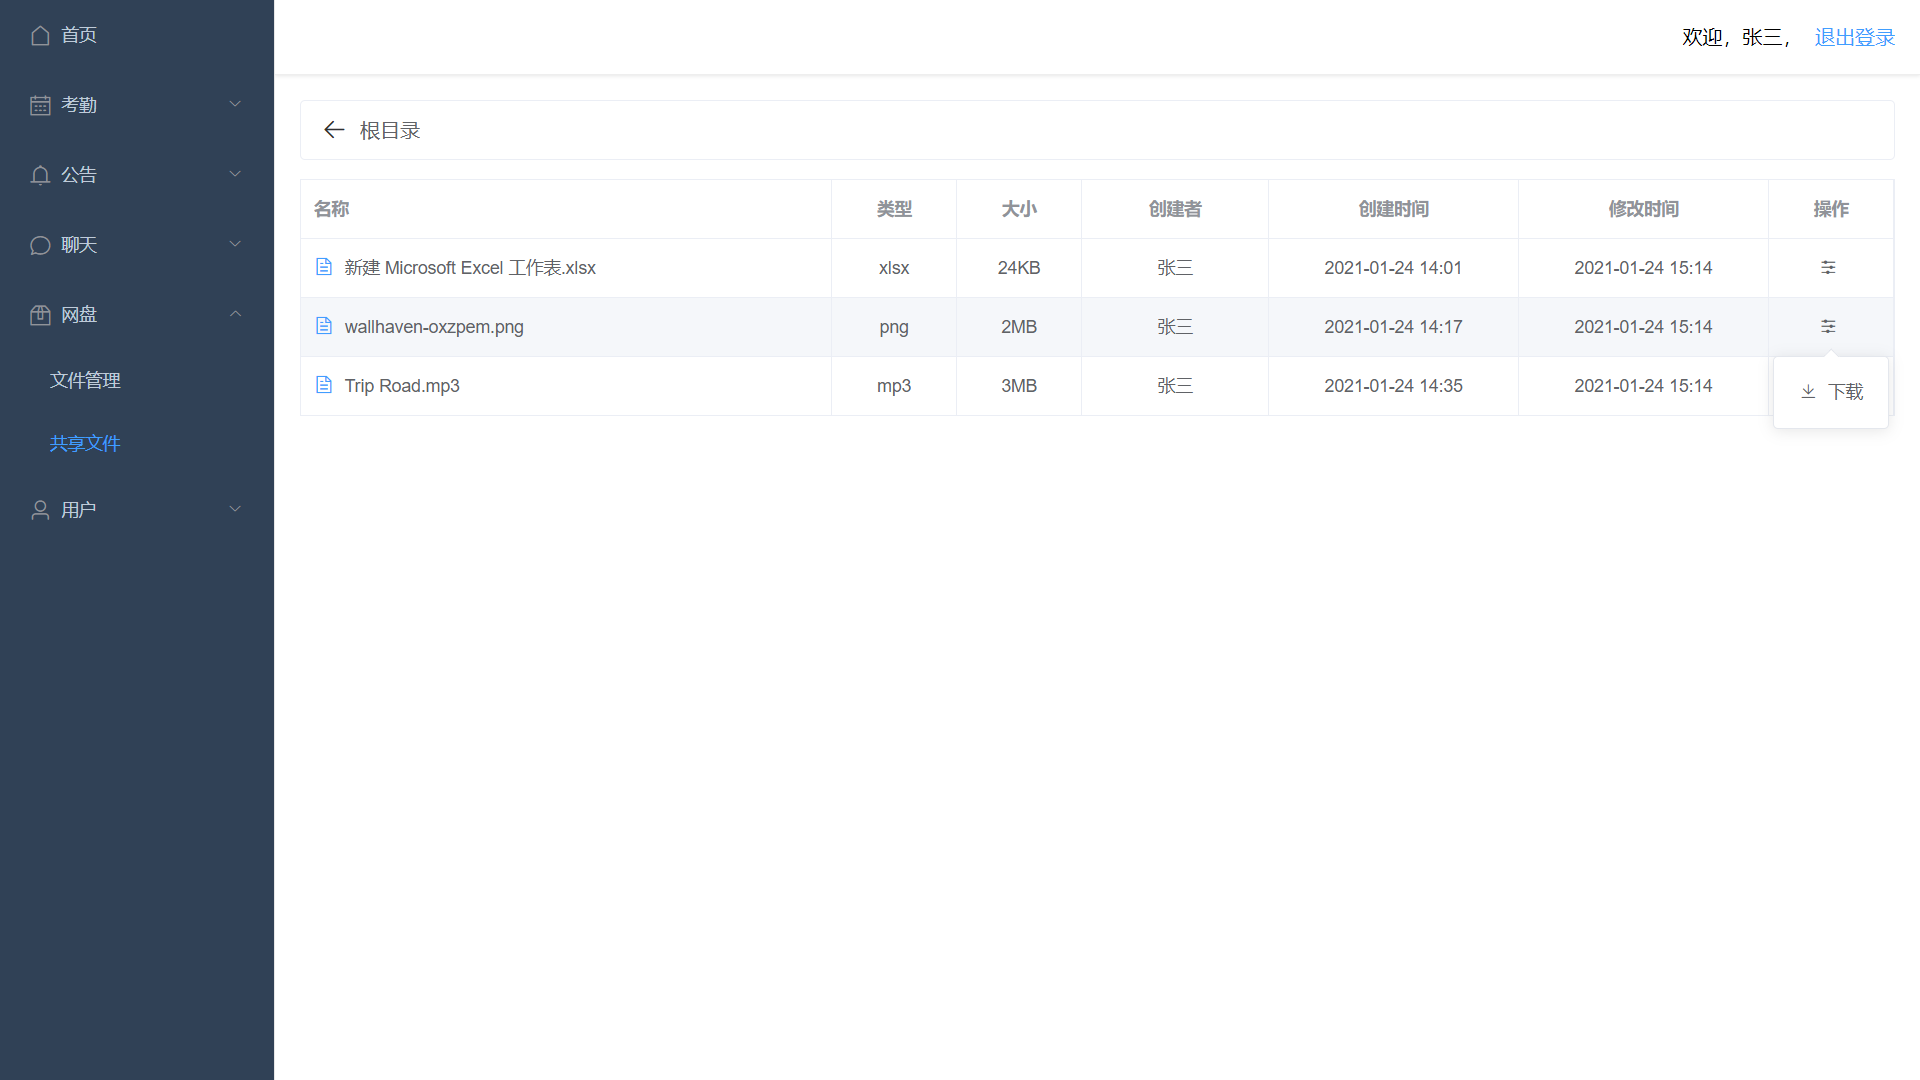 首页
考勤
公告
聊天
网盘
文件管理
共享文件
用户
欢迎，张三， 退出登录
根目录
名称 类型 大小 创建者 创建时间 修改时间 操作
新建 Microsoft Excel 工作表.xlsx xlsx 24KB 张三 2021-01-24 14:01 2021-01-24 15:14
wallhaven-oxzpem.png png 2MB 张三 2021-01-24 14:17 2021-01-24 15:14
Trip Road.mp3 mp3 3MB 张三 2021-01-24 14:35 2021-01-24 15:14
下载